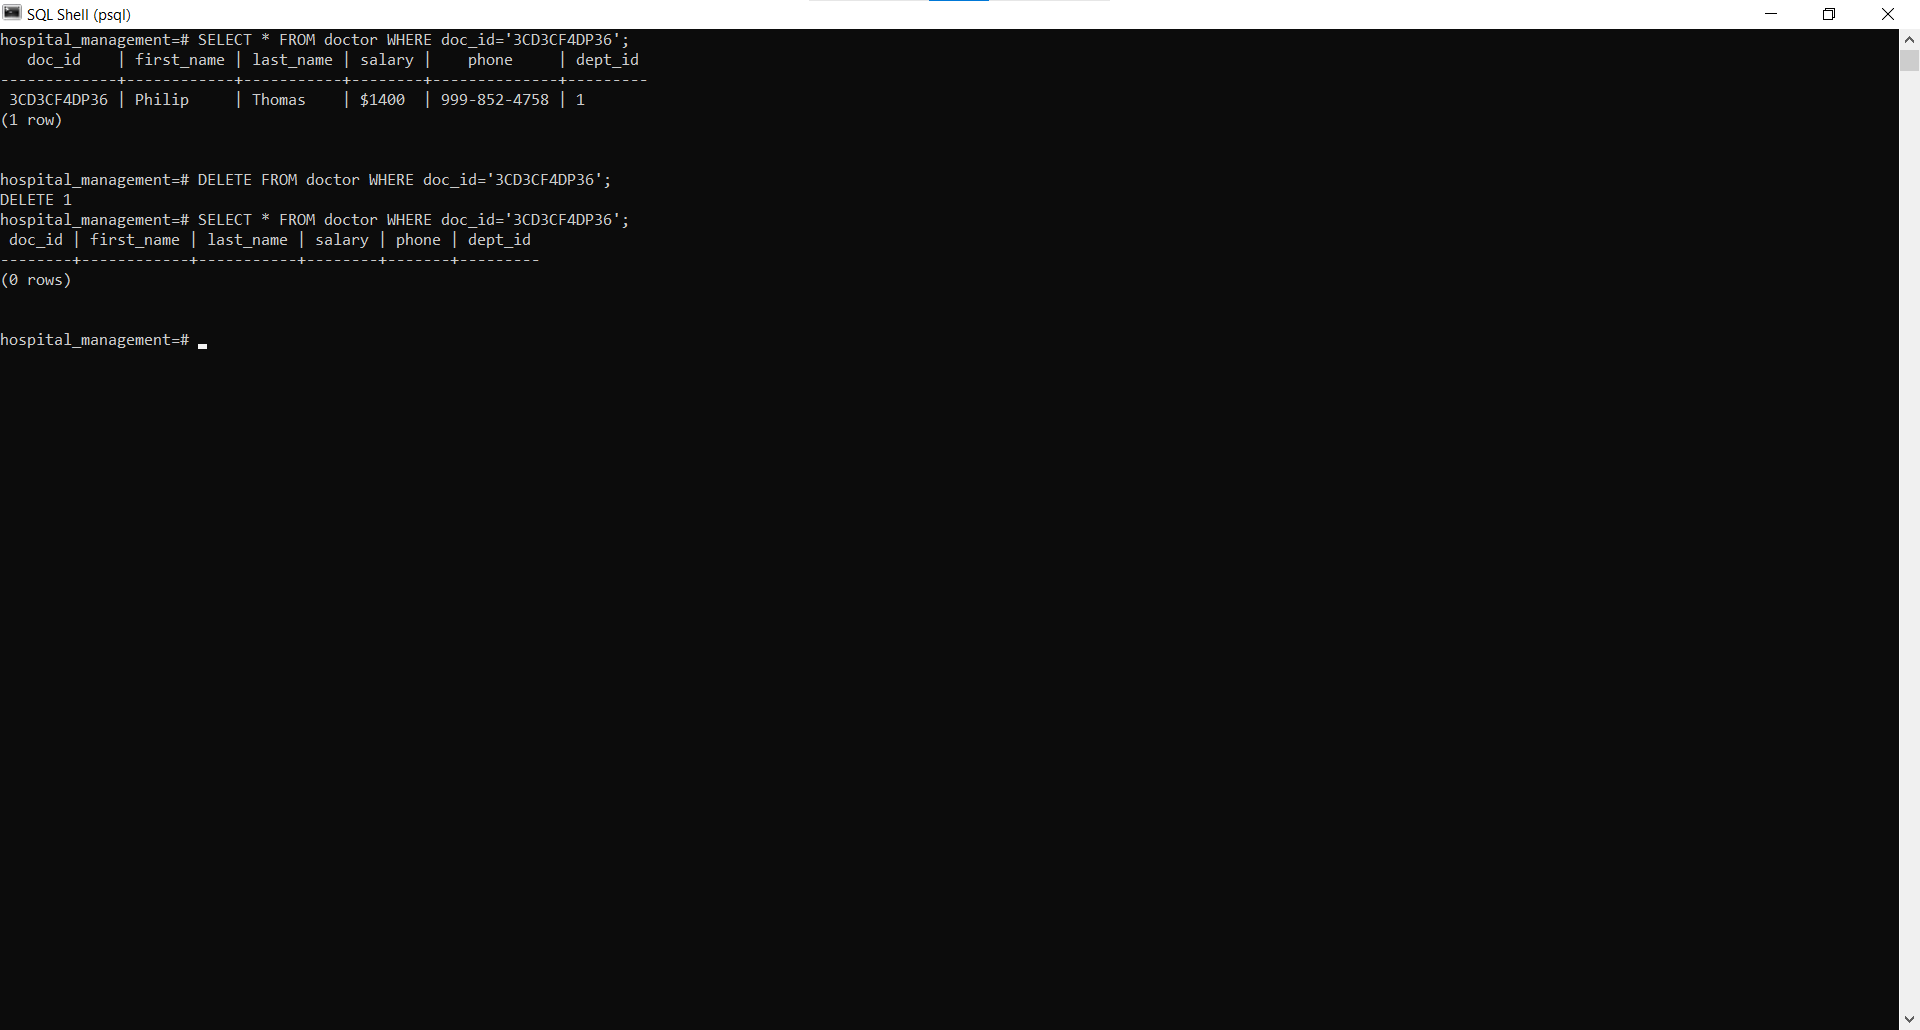 SQL Shell (psql)
hospital_management=# SELECT * FROM doctor WHERE doc_id='3CD3CF4DP36';
   doc_id    | first_name | last_name | salary |    phone     | dept_id
-------------+------------+-----------+--------+--------------+---------
 3CD3CF4DP36 | Philip     | Thomas    | $1400  | 999-852-4758 | 1
(1 row)
hospital_management=# DELETE FROM doctor WHERE doc_id='3CD3CF4DP36';
DELETE 1
hospital_management=# SELECT * FROM doctor WHERE doc_id='3CD3CF4DP36';
 doc_id | first_name | last_name | salary | phone | dept_id
--------+------------+-----------+--------+-------+---------
(0 rows)
hospital_management=#